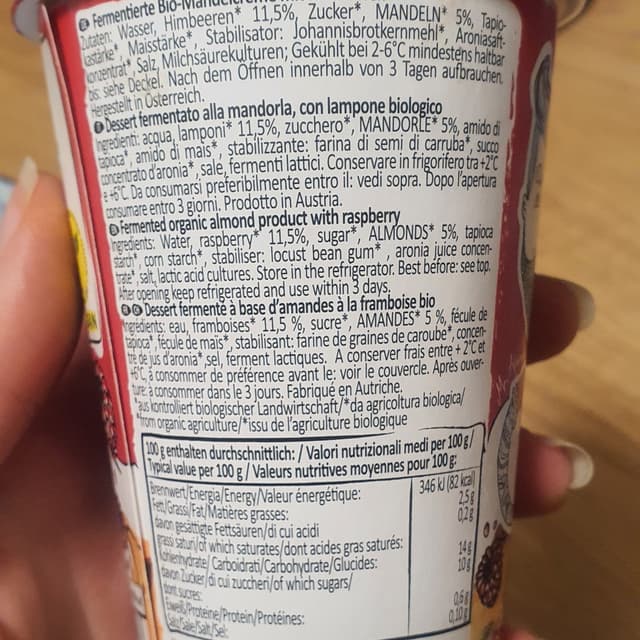 Fermentierte Bio-Mandelcreme
Zutaten: Wasser, Himbeeren* 11,5%, Zucker*, MANDELN* 5%, Tapio-
kastärke*, Maisstärke*, Stabilisator: Johannisbrotkernmehl*, Aroniasaft-
konzentrat*, Salz, Milchsäurekulturen; Gekühlt bei 2-6°C mindestens haltbar
bis: siehe Deckel. Nach dem Öffnen innerhalb von 3 Tagen aufbrauchen.
Hergestellt in Österreich.
Dessert fermentato alla mandorla, con lampone biologico
Ingredienti: acqua, lamponi* 11,5%, zucchero*, MANDORLE* 5%, amido di
tapioca*, amido di mais*, stabilizzante: farina di semi di carruba*, succo
concentrato d'aronia*, sale, fermenti lattici. Conservare in frigorifero tra +2°C
e +6°C. Da consumarsi preferibilmente entro il: vedi sopra. Dopo l'apertura
consumare entro 3 giorni. Prodotto in Austria.
Fermented organic almond product with raspberry
Ingredients: Water, raspberry* 11,5%, sugar*, ALMONDS* 5%, tapioca
starch*, corn starch*, stabiliser: locust bean gum*, aronia juice concen-
trate*, salt, lactic acid cultures. Store in the refrigerator. Best before: see top.
After opening keep refrigerated and use within 3 days.
Dessert fermenté à base d'amandes à la framboise bio
Ingredients: eau, framboises* 11,5 %, sucre*, AMANDES* 5 %, fécule de
tapioca*, fécule de maïs*, stabilisant: farine de graines de caroube*, concen-
tré de jus d'aronia*, sel, ferment lactiques. A conserver frais entre + 2°C et
+6°C, à consommer de préférence avant le: voir le couvercle. Après ouver-
ture: à consommer dans le 3 jours. Fabriqué en Autriche.
*aus kontrolliert biologischer Landwirtschaft/*da agricoltura biologica/
*from organic agriculture/*issu de l'agriculture biologique
100 g enthalten durchschnittlich: / Valori nutrizionali medi per 100 g /
Typical value per 100 g / Valeurs nutritives moyennes pour 100 g:
Brennwert/Energia/Energy/Valeur énergétique: 346 kJ (82 kcal)
Fett/Grassi/Fat/Matières grasses: 2,5g
davon gesättigte Fettsäuren/di cui acidi 0,2g
grassi saturi/of which saturates/dont acides gras saturés:
Kohlenhydrate/Carboidrati/Carbohydrate/Glucides: 14g
davon Zucker/di cui zuccheri/of which sugars/ 10g
dont sucres:
Eiweiß/Proteine/Protein/Protéines: 0,6g
Salz/Sale/Salt/Sel: 0,10g